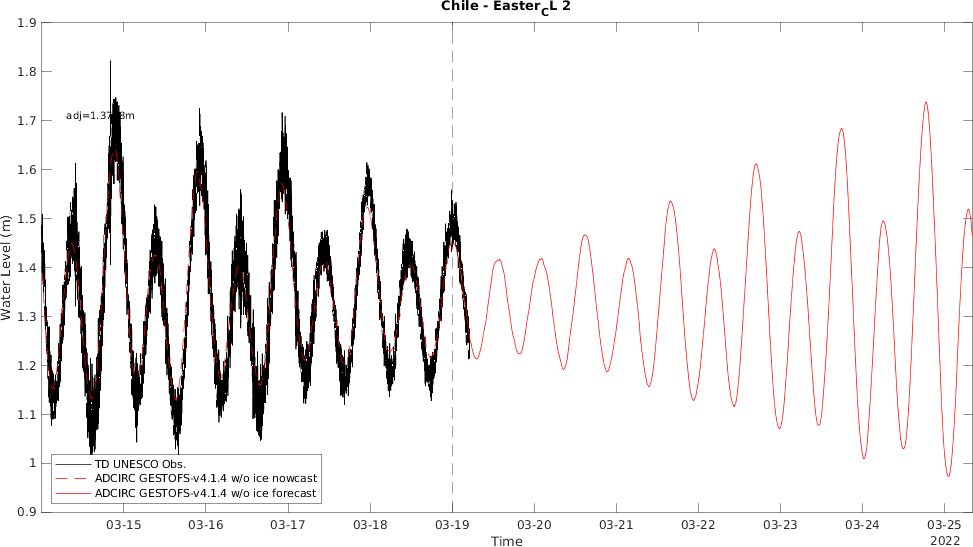 Chile - Easter_CL 2
1.9
1.8
1.7
1.6
1.5
1.4
1.3
1.2
1.1
1
0.9
Water Level (m)
TD UNESCO Obs.
ADCIRC GESTOFS-v4.1.4 w/o ice nowcast
ADCIRC GESTOFS-v4.1.4 w/o ice forecast
03-15 03-16 03-17 03-18 03-19 03-20 03-21 03-22 03-23 03-24 03-25
Time
2022